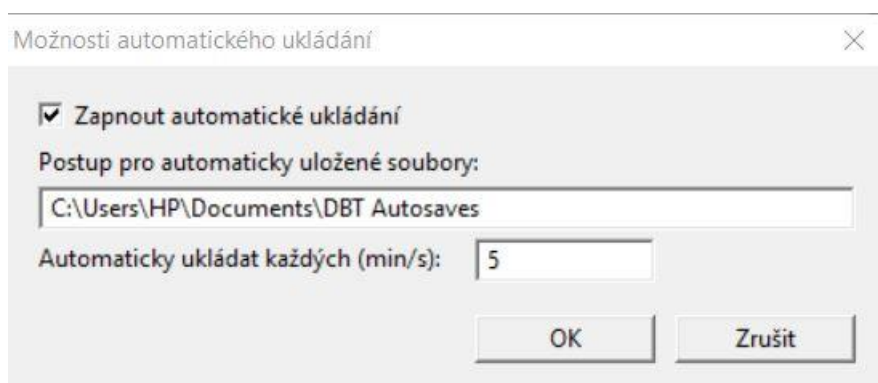 Možnosti automatického ukládání
Zapnout automatické ukládání
Postup pro automaticky uložené soubory:
C:\Users\HP\Documents\DBT Autosaves
Automaticky ukládat každých (min/s): 5
OK Zrušit